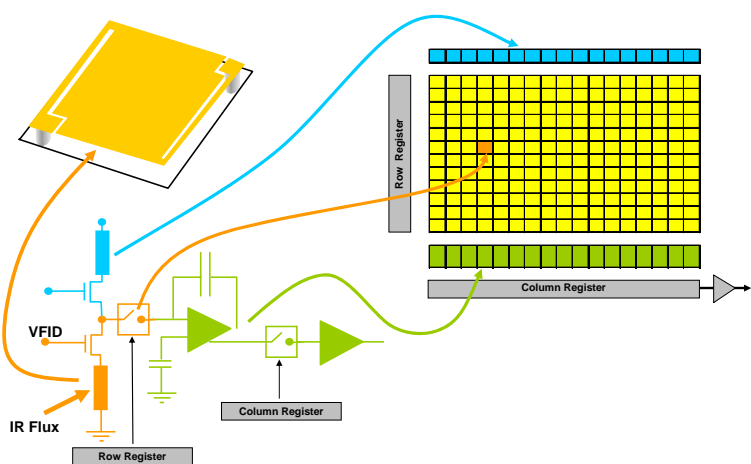 Row Register
Column Register
VFID
IR Flux
Column Register
Row Register